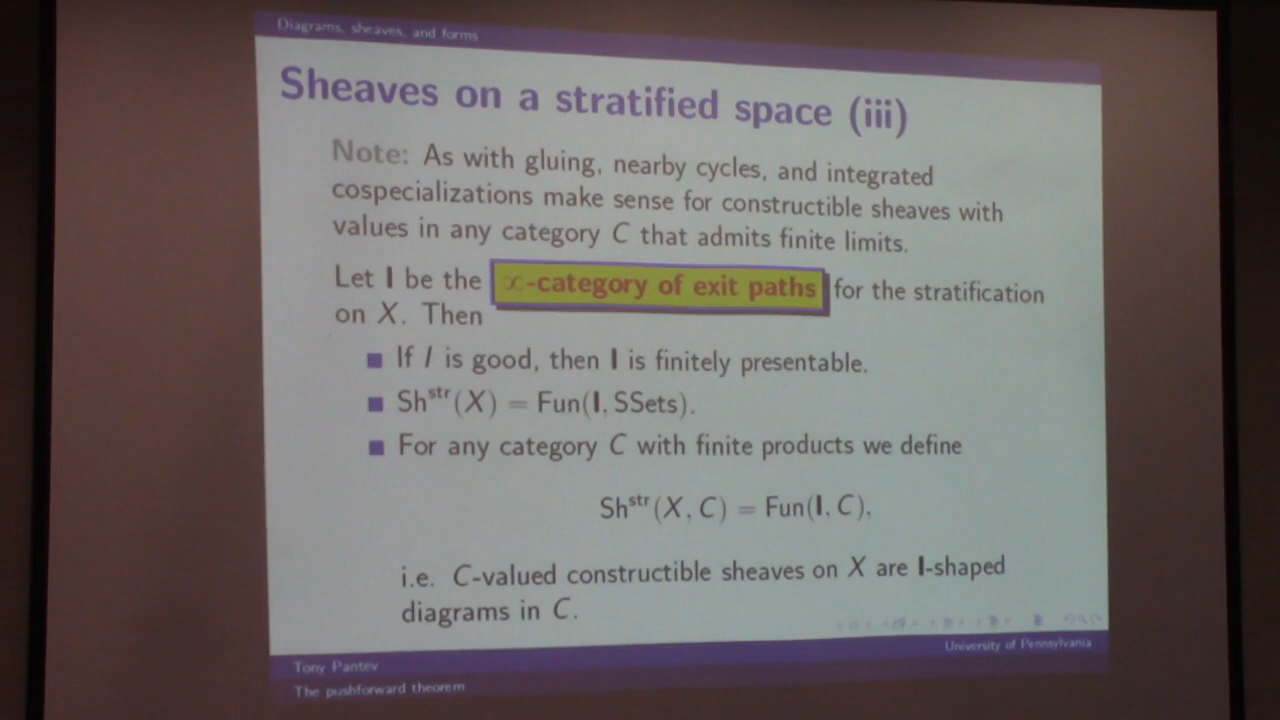 Diagrams, sheaves, and forms
Sheaves on a stratified space (iii)
Note: As with gluing, nearby cycles, and integrated
cospecializations make sense for constructible sheaves with
values in any category C that admits finite limits.
Let I be the ∞-category of exit paths for the stratification
on X. Then
■ If I is good, then I is finitely presentable.
■ Shstr(X) = Fun(I, SSets).
■ For any category C with finite products we define
Shstr(X, C) = Fun(I, C),
i.e. C-valued constructible sheaves on X are I-shaped
diagrams in C.
Tony Pantev
University of Pennsylvania
The pushforward theorem